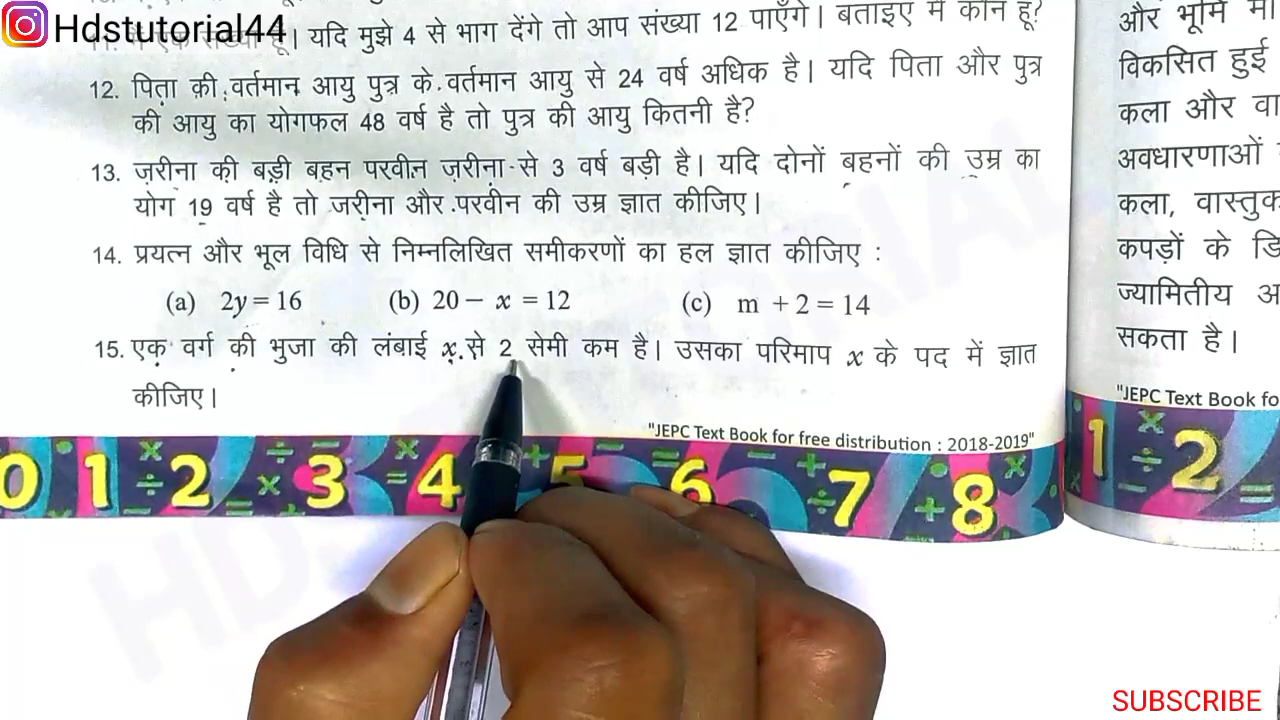 Hdstutorial44
यदि मुझे 4 से भाग देंगे तो आप संख्या 12 पाएँगे। बताइए मैं कौन हूँ?
12. पिता की वर्तमान आयु पुत्र के वर्तमान आयु से 24 वर्ष अधिक है। यदि पिता और पुत्र
की आयु का योगफल 48 वर्ष है तो पुत्र की आयु कितनी है?
13. ज़रीना की बड़ी बहन परवीन ज़रीना से 3 वर्ष बड़ी है। यदि दोनों बहनों की उम्र का
योग 19 वर्ष है तो जरीना और परवीन की उम्र ज्ञात कीजिए।
14. प्रयत्न और भूल विधि से निम्नलिखित समीकरणों का हल ज्ञात कीजिए :
(a) 2y = 16 (b) 20 − x = 12 (c) m + 2 = 14
15. एक वर्ग की भुजा की लंबाई x से 2 सेमी कम है। उसका परिमाप x के पद में ज्ञात
कीजिए।
"JEPC Text Book for free distribution : 2018-2019"
0 1 × ÷ 2 ÷ × 3 × = 4 + 5 − = 6 − + ÷ 7 + 8 ×
और भूमि
विकसित हुई
कला और
अवधारणाओं
कला,
कपड़ों के
ज्यामितीय
सकता है।
"JEPC Text Book fo
1 × ÷ 2 =
SUBSCRIBE